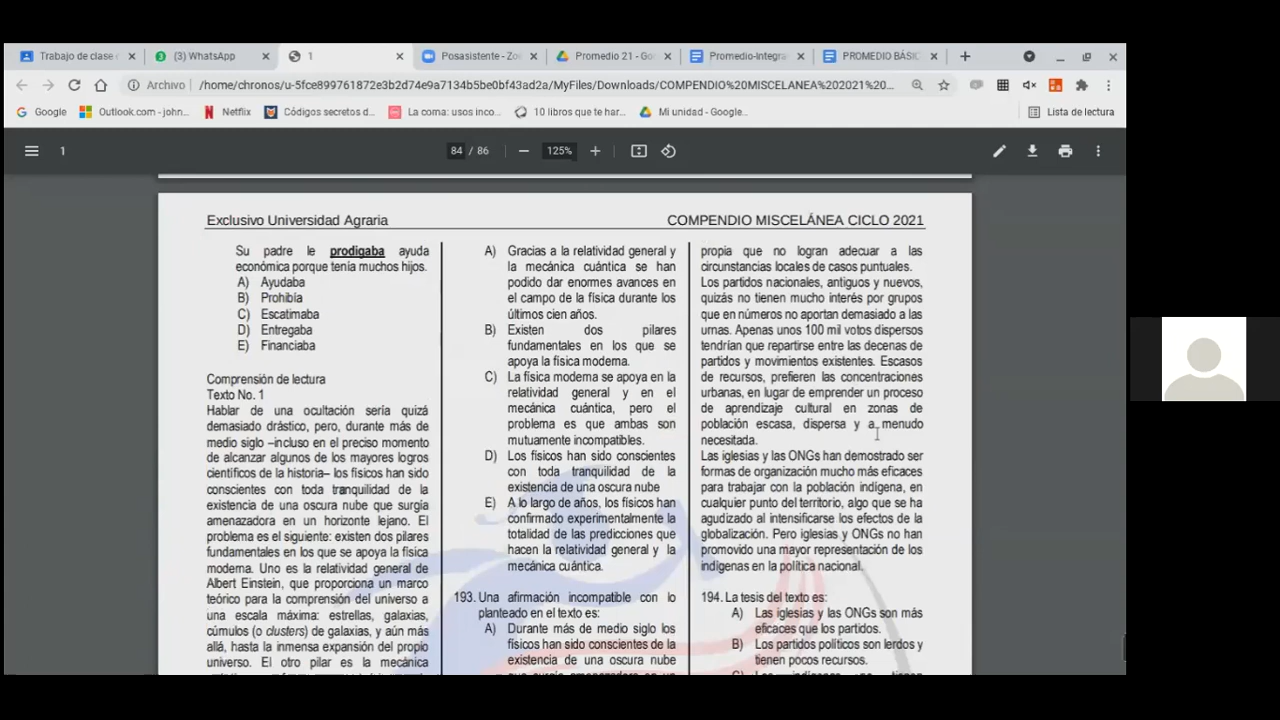 Trabajo de clase
(3) WhatsApp
1
Posasistente - Zo
Promedio 21 - Go
Promedio-Integra
PROMEDIO BÁSIC
Archivo
/home/chronos/u-5fce899761872e3b2d74e9a7134b5be0bf43ad2a/MyFiles/Downloads/COMPENDIO%20MISCELANEA%202021%20...
Google
Outlook.com - john...
Netflix
Códigos secretos d...
La coma: usos inco...
10 libros que te har...
Mi unidad - Google...
Lista de lectura
1
84 / 86
125%
Exclusivo Universidad Agraria
COMPENDIO MISCELÁNEA CICLO 2021
Su padre le prodigaba ayuda
económica porque tenía muchos hijos.
A) Ayudaba
B) Prohibía
C) Escatimaba
D) Entregaba
E) Financiaba
Comprensión de lectura
Texto No. 1
Hablar de una ocultación sería quizá
demasiado drástico, pero, durante más de
medio siglo –incluso en el preciso momento
de alcanzar algunos de los mayores logros
científicos de la historia– los físicos han sido
conscientes con toda tranquilidad de la
existencia de una oscura nube que surgía
amenazadora en un horizonte lejano. El
problema es el siguiente: existen dos pilares
fundamentales en los que se apoya la física
moderna. Uno es la relatividad general de
Albert Einstein, que proporciona un marco
teórico para la comprensión del universo a
una escala máxima: estrellas, galaxias,
cúmulos (o clusters) de galaxias, y aún más
allá, hasta la inmensa expansión del propio
universo. El otro pilar es la mecánica
A) Gracias a la relatividad general y
la mecánica cuántica se han
podido dar enormes avances en
el campo de la física durante los
últimos cien años.
B) Existen dos pilares
fundamentales en los que se
apoya la física moderna.
C) La física moderna se apoya en la
relatividad general y en el
mecánica cuántica, pero el
problema es que ambas son
mutuamente incompatibles.
D) Los físicos han sido conscientes
con toda tranquilidad de la
existencia de una oscura nube
E) A lo largo de años, los físicos han
confirmado experimentalmente la
totalidad de las predicciones que
hacen la relatividad general y la
mecánica cuántica.
193. Una afirmación incompatible con lo
planteado en el texto es:
A) Durante más de medio siglo los
físicos han sido conscientes de la
existencia de una oscura nube
propia que no logran adecuar a las
circunstancias locales de casos puntuales.
Los partidos nacionales, antiguos y nuevos,
quizás no tienen mucho interés por grupos
que en números no aportan demasiado a las
urnas. Apenas unos 100 mil votos dispersos
tendrían que repartirse entre las decenas de
partidos y movimientos existentes. Escasos
de recursos, prefieren las concentraciones
urbanas, en lugar de emprender un proceso
de aprendizaje cultural en zonas de
población escasa, dispersa y a menudo
necesitada.
Las iglesias y las ONGs han demostrado ser
formas de organización mucho más eficaces
para trabajar con la población indígena, en
cualquier punto del territorio, algo que se ha
agudizado al intensificarse los efectos de la
globalización. Pero iglesias y ONGs no han
promovido una mayor representación de los
indígenas en la política nacional.
194. La tesis del texto es:
A) Las iglesias y las ONGs son más
eficaces que los partidos.
B) Los partidos políticos son lerdos y
tienen pocos recursos.